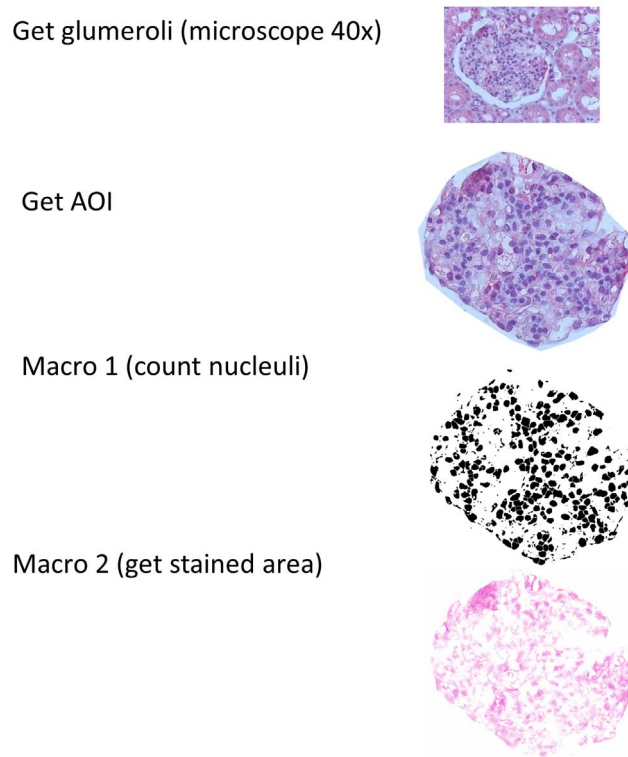 Get glumeroli (microscope 40x)
Get AOI
Macro 1 (count nucleuli)
Macro 2 (get stained area)